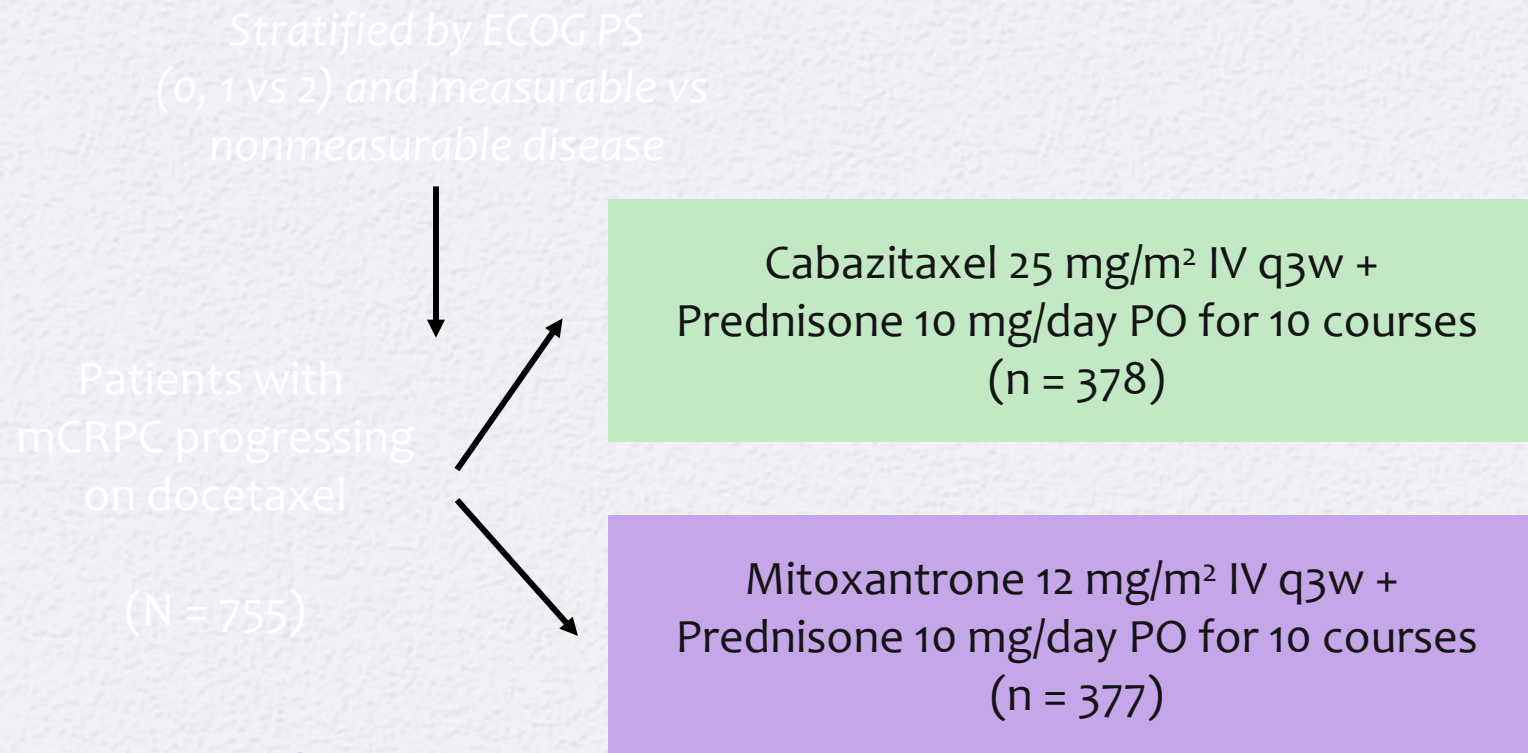 Stratified by ECOG PS
(0, 1 vs 2) and measurable vs
nonmeasurable disease
Patients with
mCRPC progressing
on docetaxel
(N = 755)
Cabazitaxel 25 mg/m² IV q3w +
Prednisone 10 mg/day PO for 10 courses
(n = 378)
Mitoxantrone 12 mg/m² IV q3w +
Prednisone 10 mg/day PO for 10 courses
(n = 377)